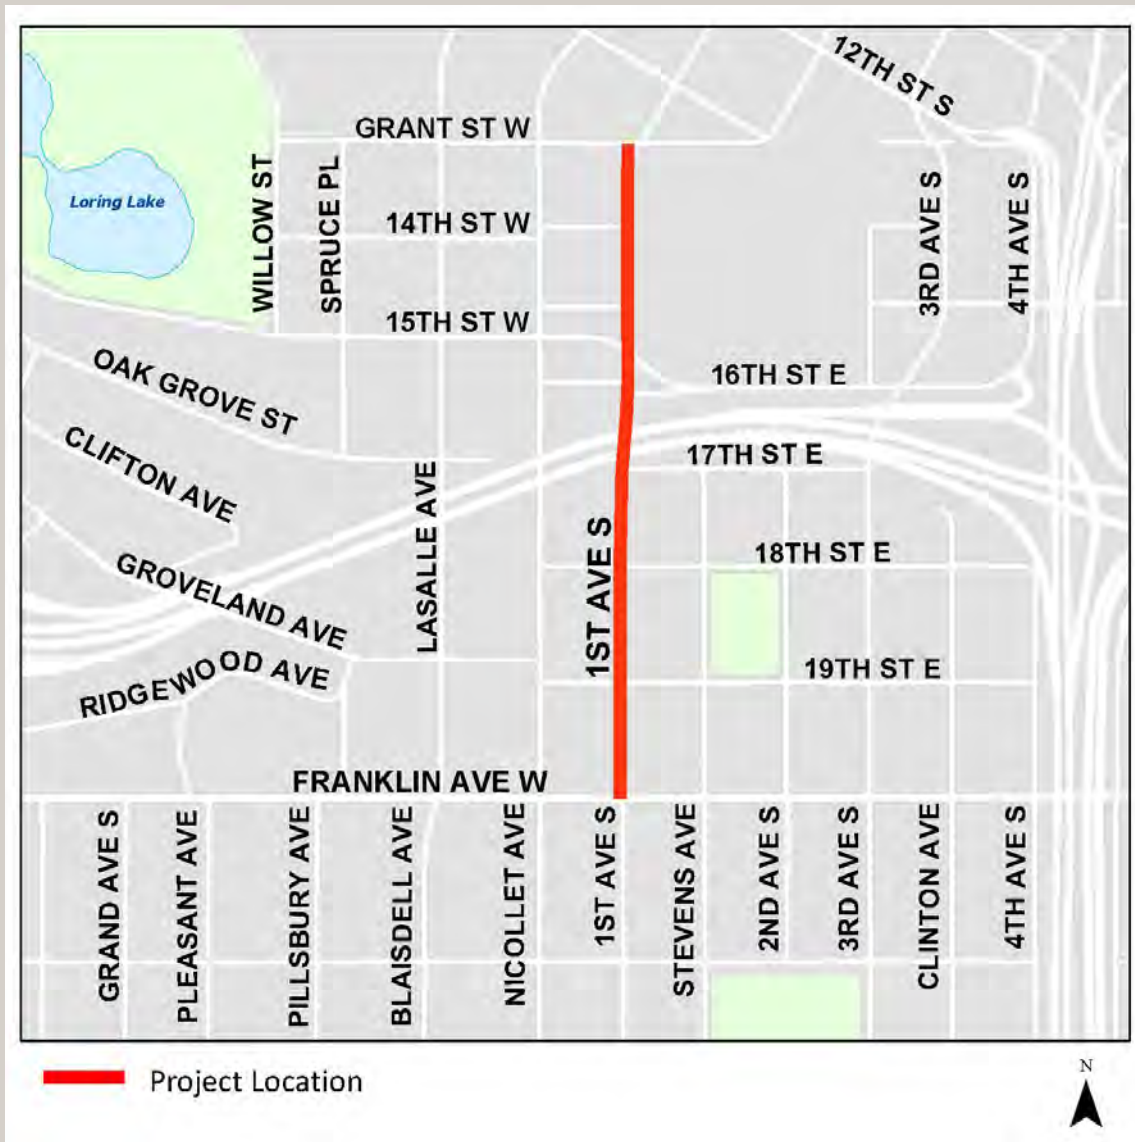 12TH ST S
GRANT ST W
WILLOW ST
SPRUCE PL
Loring Lake
14TH ST W
3RD AVE S
4TH AVE S
15TH ST W
OAK GROVE ST
16TH ST E
CLIFTON AVE
17TH ST E
LASALLE AVE
1ST AVE S
18TH ST E
GROVELAND AVE
RIDGEWOOD AVE
19TH ST E
FRANKLIN AVE W
GRAND AVE S
PLEASANT AVE
PILLSBURY AVE
BLAISDELL AVE
NICOLLET AVE
1ST AVE S
STEVENS AVE
2ND AVE S
3RD AVE S
CLINTON AVE
4TH AVE S
Project Location
N